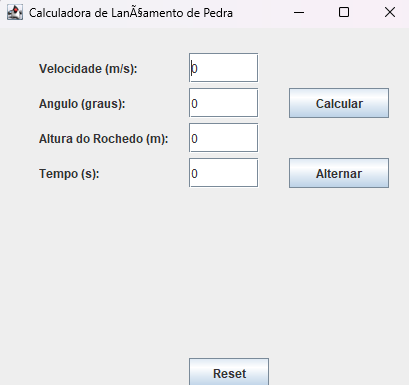 Calculadora de LanÃ§amento de Pedra
Velocidade (m/s): 0
Angulo (graus): 0 Calcular
Altura do Rochedo (m): 0
Tempo (s): 0 Alternar
Reset